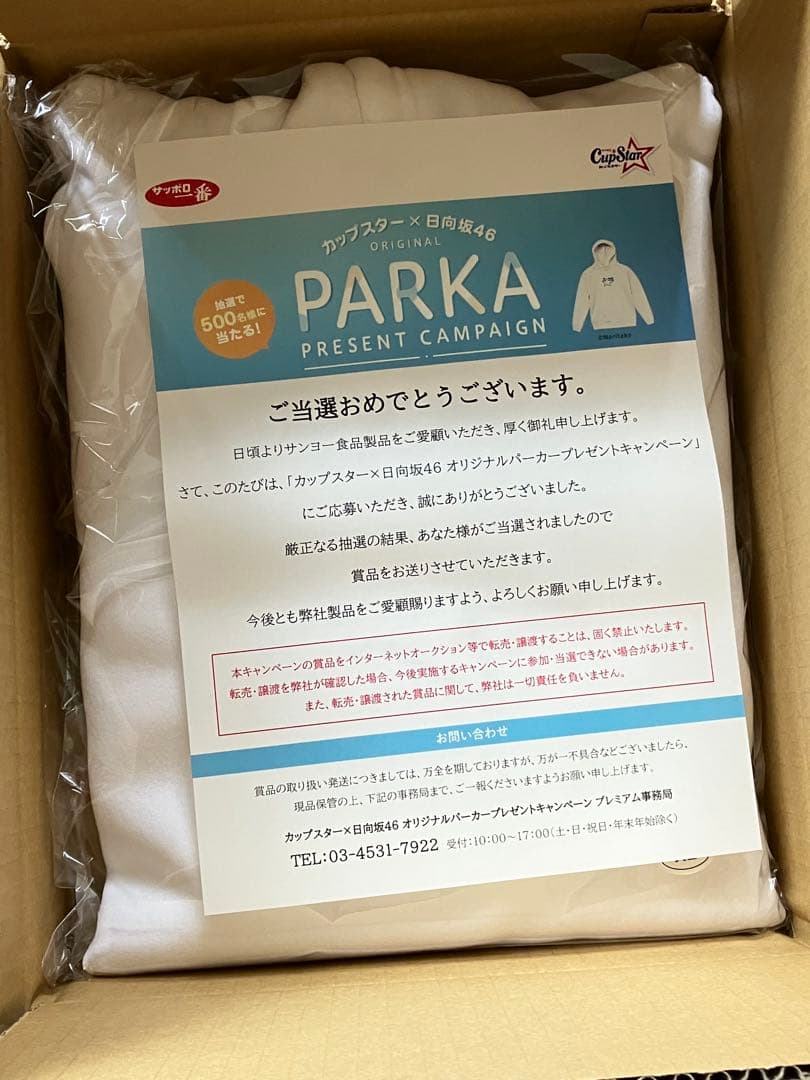 サッポロ一番
CupStar
カップスター×日向坂46
ORIGINAL
PARKA
PRESENT CAMPAIGN
抽選で
500名様に
当たる!
©Moritaka
ご当選おめでとうございます。
日頃よりサンヨー食品製品をご愛顧いただき、厚く御礼申し上げます。
さて、このたびは、「カップスター×日向坂46 オリジナルパーカープレゼントキャンペーン」
にご応募いただき、誠にありがとうございました。
厳正なる抽選の結果、あなた様がご当選されましたので
賞品をお送りさせていただきます。
今後とも弊社製品をご愛顧賜りますよう、よろしくお願い申し上げます。
本キャンペーンの賞品をインターネットオークション等で転売・譲渡することは、固く禁止いたします。
転売・譲渡を弊社が確認した場合、今後実施するキャンペーンに参加・当選できない場合があります。
また、転売・譲渡された賞品に関して、弊社は一切責任を負いません。
お問い合わせ
賞品の取り扱い発送につきましては、万全を期しておりますが、万が一不具合などございましたら、
現品保管の上、下記の事務局まで、ご一報くださいますようお願い申し上げます。
カップスター×日向坂46 オリジナルパーカープレゼントキャンペーン プレミアム事務局
TEL:03-4531-7922 受付:10:00~17:00(土・日・祝日・年末年始除く)